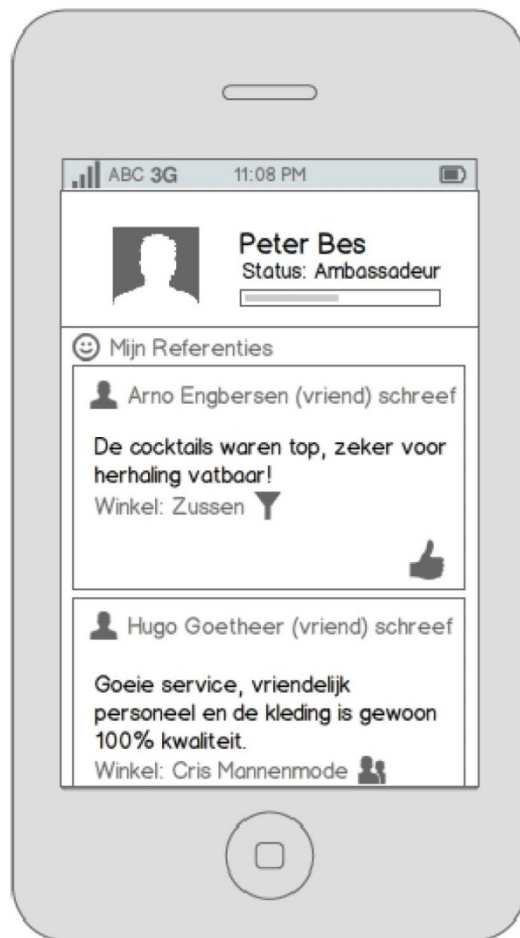 ABC 3G 11:08 PM
Peter Bes
Status: Ambassadeur
Mijn Referenties
Arno Engbersen (vriend) schreef
De cocktails waren top, zeker voor
herhaling vatbaar!
Winkel: Zussen
Hugo Goetheer (vriend) schreef
Goeie service, vriendelijk
personeel en de kleding is gewoon
100% kwaliteit.
Winkel: Cris Mannenmode